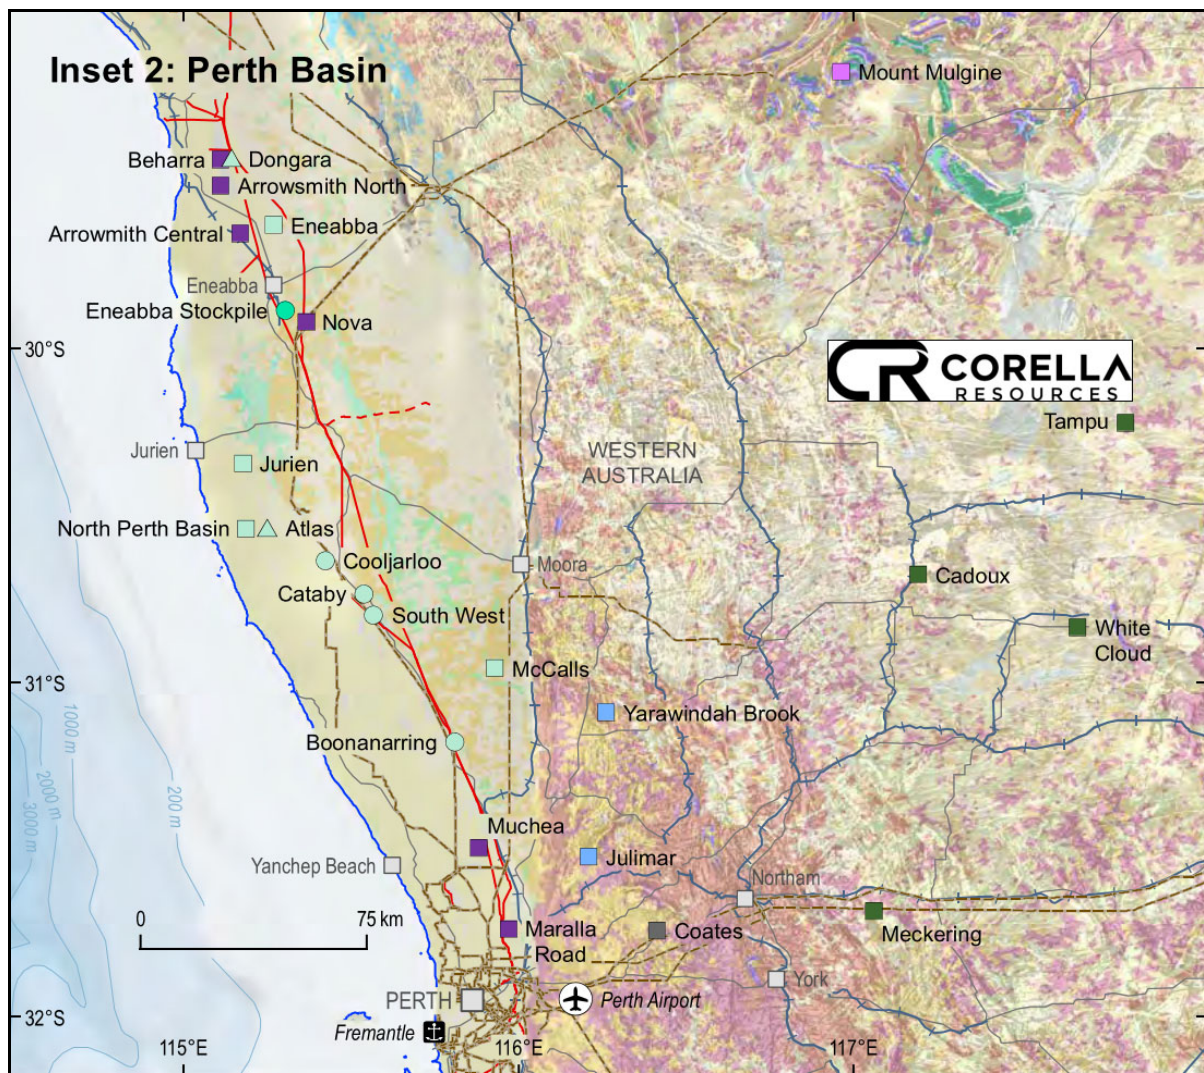 Inset 2: Perth Basin
Mount Mulgine
Beharra
Dongara
Arrowsmith North
Eneabba
Arrowmith Central
Eneabba
Eneabba Stockpile
Nova
30°S
CR CORELLA
RESOURCES
Tampu
Jurien
Jurien
WESTERN
AUSTRALIA
North Perth Basin
Atlas
Cooljarloo
Moora
Cadoux
Cataby
South West
White
Cloud
McCalls
31°S
Yarawindah Brook
1000 m
2000 m
3000 m
200 m
Boonanarring
Muchea
Yanchep Beach
Julimar
Northam
0
75 km
Maralla
Road
Coates
Meckering
York
PERTH
Perth Airport
32°S
Fremantle
115°E
116°E
117°E